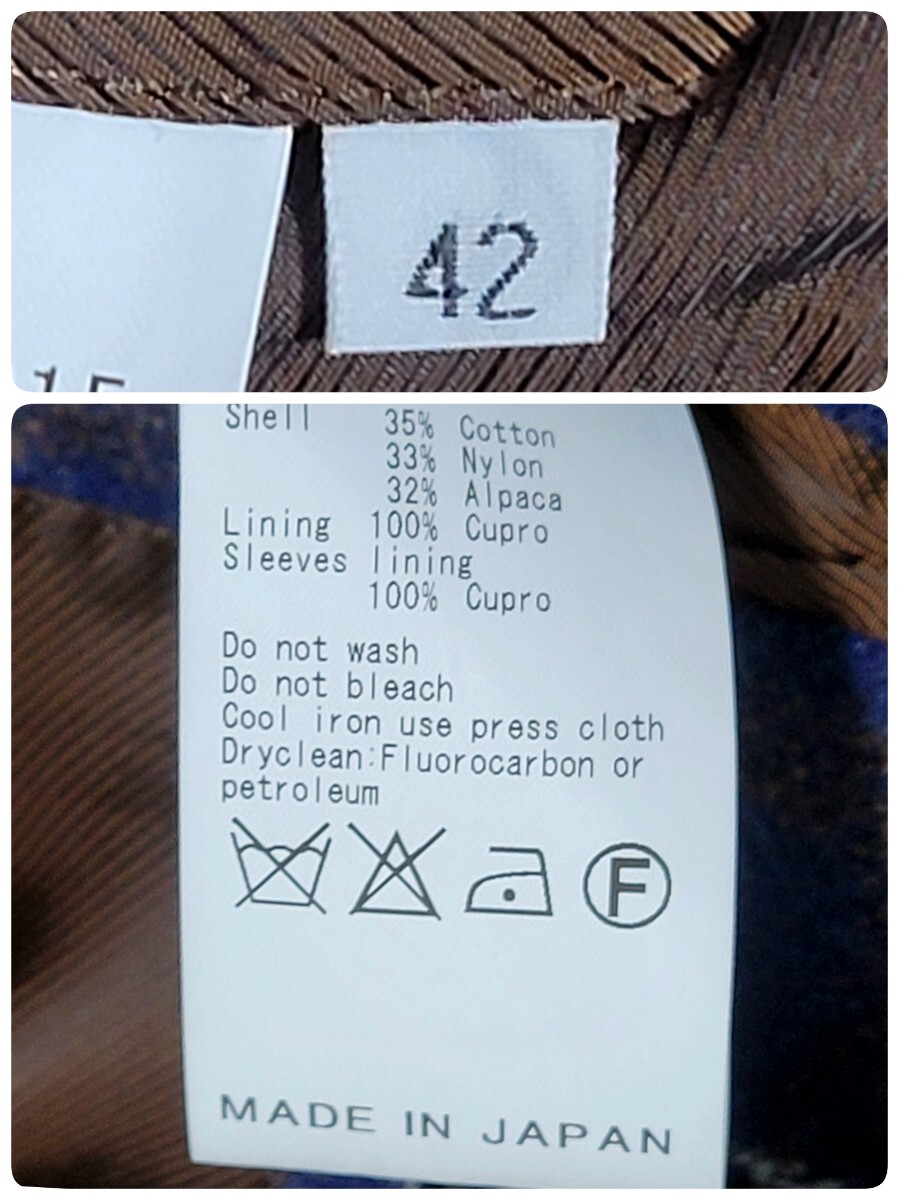 42
15
Shell 35% Cotton
33% Nylon
32% Alpaca
Lining 100% Cupro
Sleeves lining
100% Cupro
Do not wash
Do not bleach
Cool iron use press cloth
Dryclean:Fluorocarbon or
petroleum
F
MADE IN JAPAN